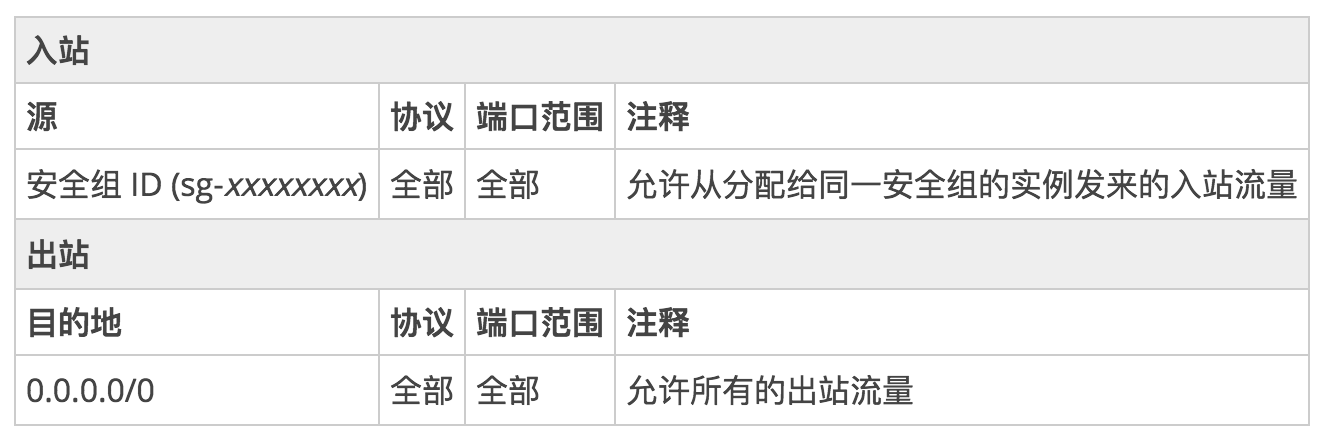 入站
源 协议 端口范围 注释
安全组 ID (sg-xxxxxxxx) 全部 全部 允许从分配给同一安全组的实例发来的入站流量
出站
目的地 协议 端口范围 注释
0.0.0.0/0 全部 全部 允许所有的出站流量